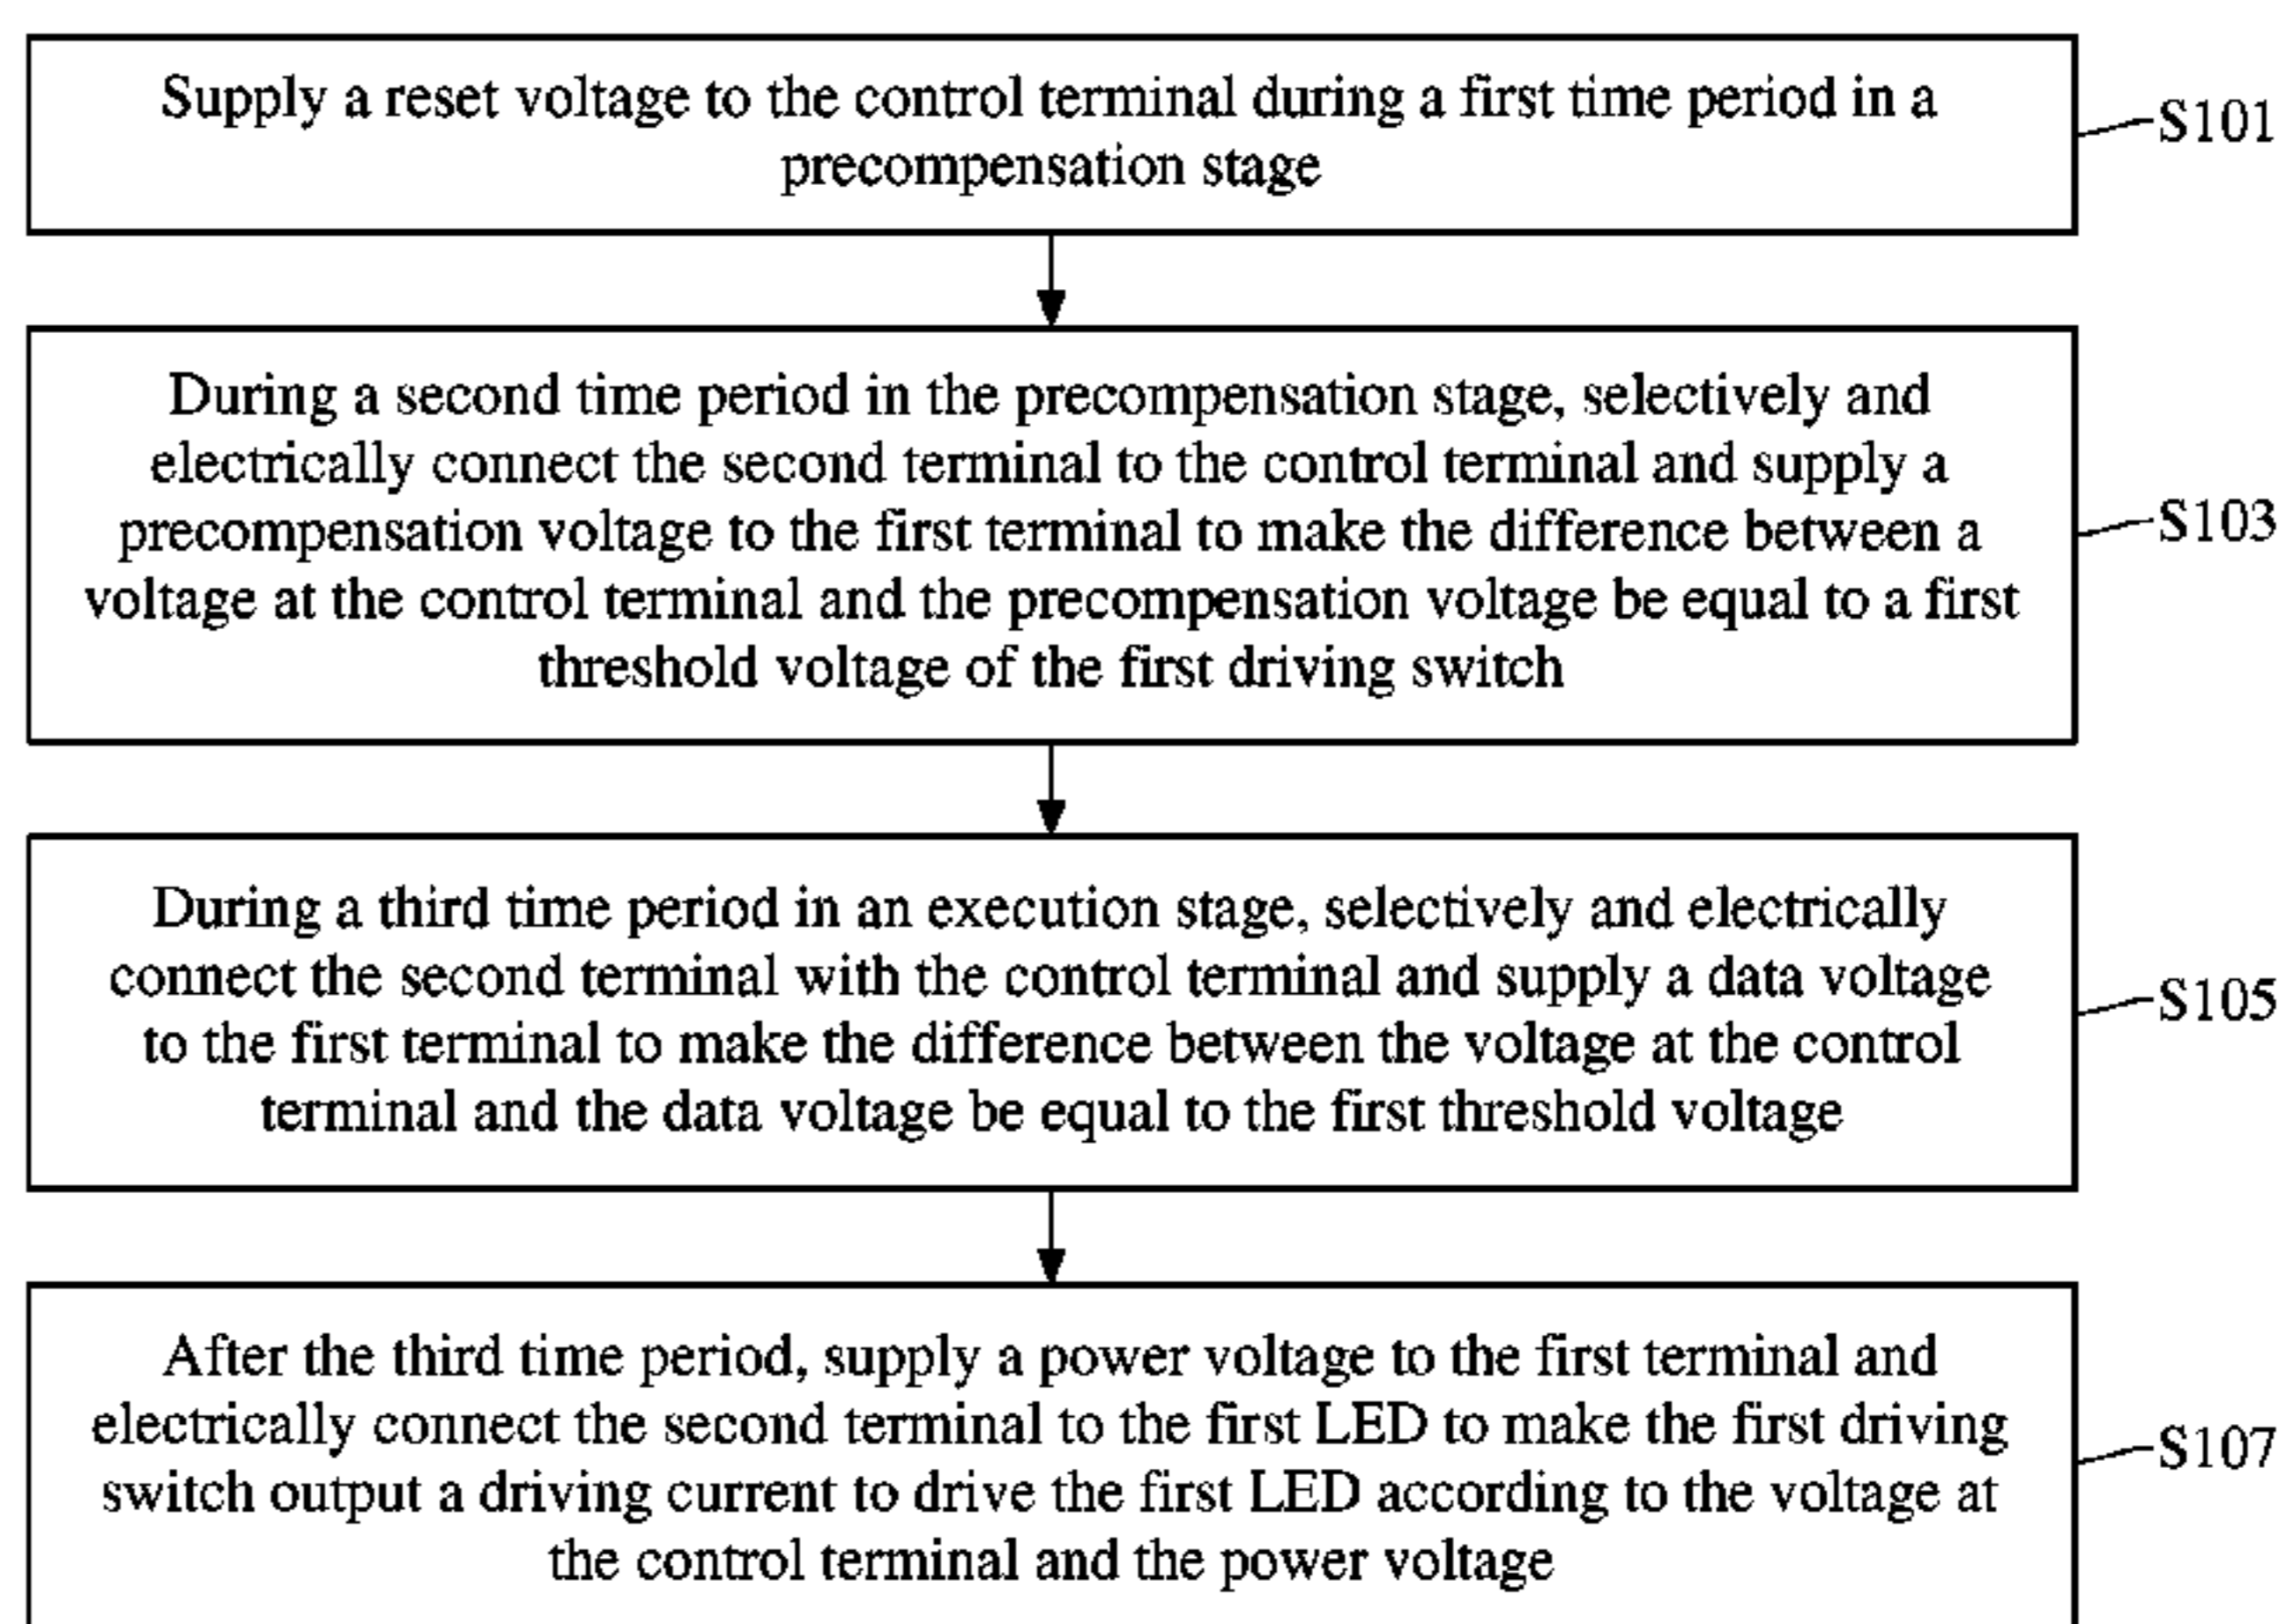 Supply a reset voltage to the control terminal during a first time period in a
precompensation stage
S101
During a second time period in the precompensation stage, selectively and
electrically connect the second terminal to the control terminal and supply a
precompensation voltage to the first terminal to make the difference between a
voltage at the control terminal and the precompensation voltage be equal to a first
threshold voltage of the first driving switch
S103
During a third time period in an execution stage, selectively and electrically
connect the second terminal with the control terminal and supply a data voltage
to the first terminal to make the difference between the voltage at the control
terminal and the data voltage be equal to the first threshold voltage
S105
After the third time period, supply a power voltage to the first terminal and
electrically connect the second terminal to the first LED to make the first driving
switch output a driving current to drive the first LED according to the voltage at
the control terminal and the power voltage
S107